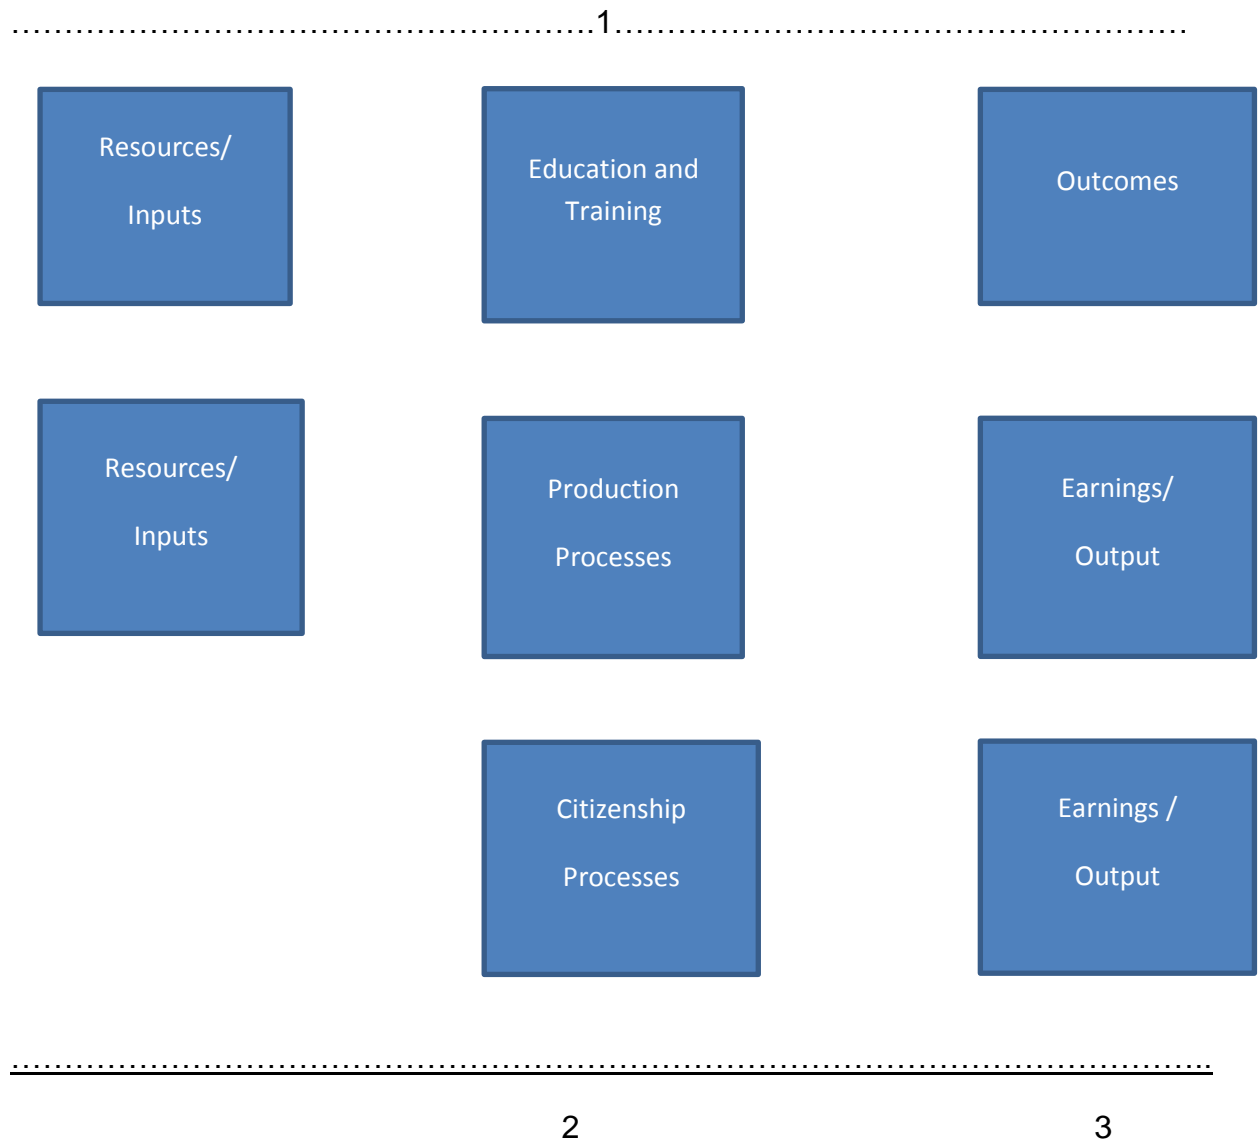 ……………………………………………….1………………………………………………
Resources/
Inputs
Education and
Training
Outcomes
Resources/
Inputs
Production
Processes
Earnings/
Output
Citizenship
Processes
Earnings /
Output
…………………………………………………………………………………………………..
2 3